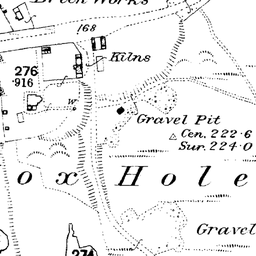 Brick Works
168
Kilns
276
·916
W
Gravel Pit
Cen. 222·6
Sur. 224·0
ox Hole
Gravel
274